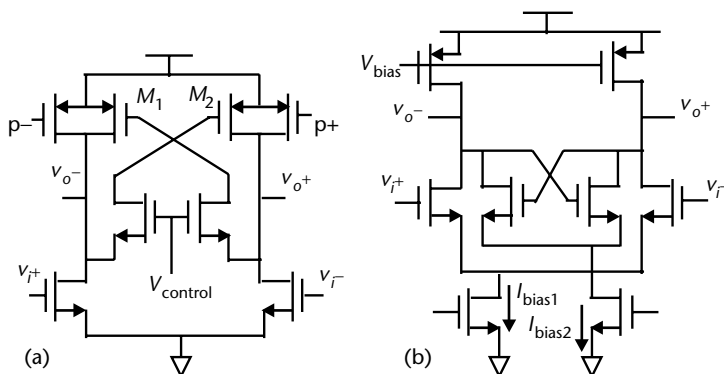 M1 M2
p− p+
vo− vo+
vi+ vi−
Vcontrol
(a)
Vbias
vo− vo+
vi+ vi−
Ibias1
Ibias2
(b)